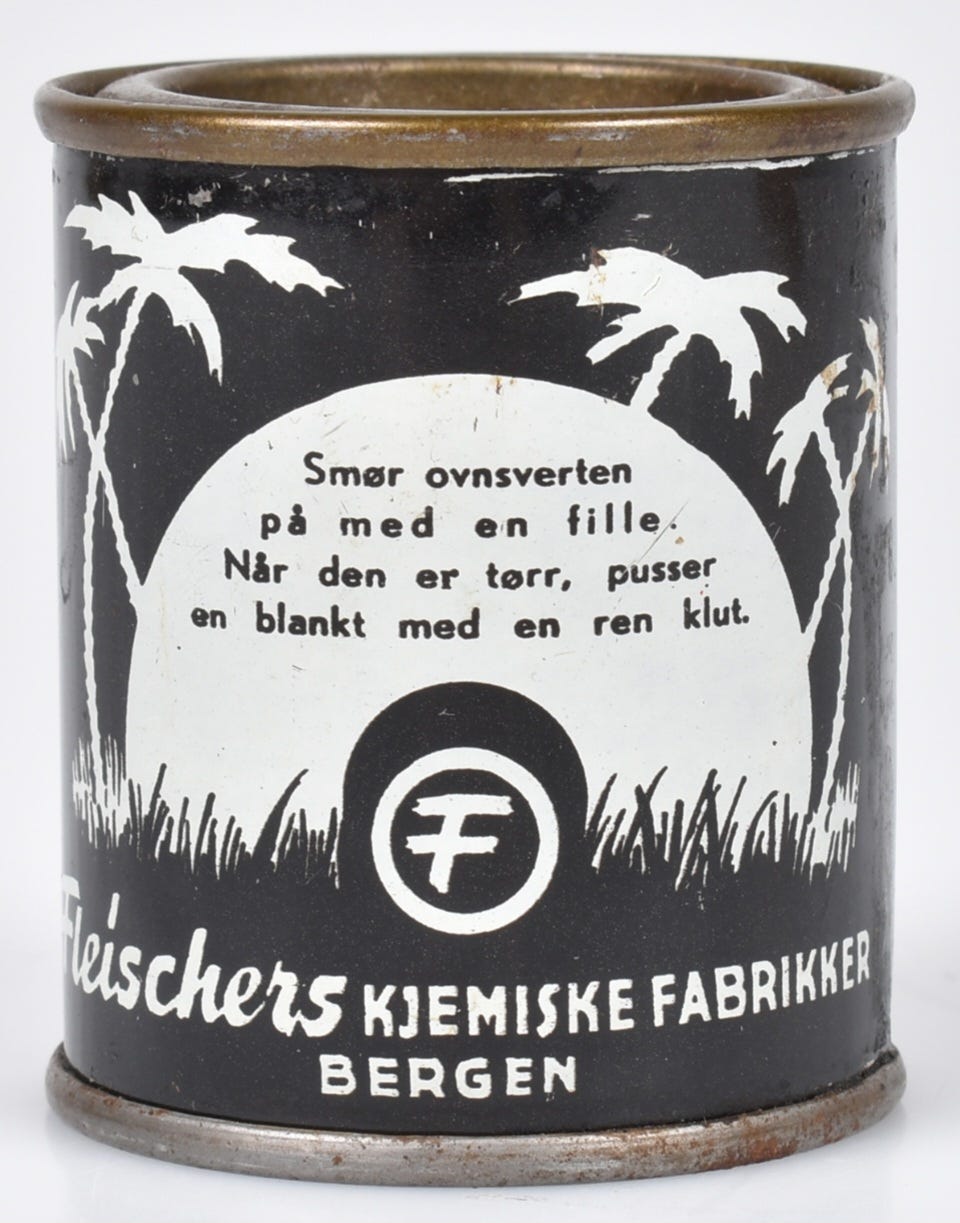 Smør ovnsverten
på med en fille.
Når den er tørr, pusser
en blankt med en ren klut.
F
Fleischers KJEMISKE FABRIKKER
BERGEN